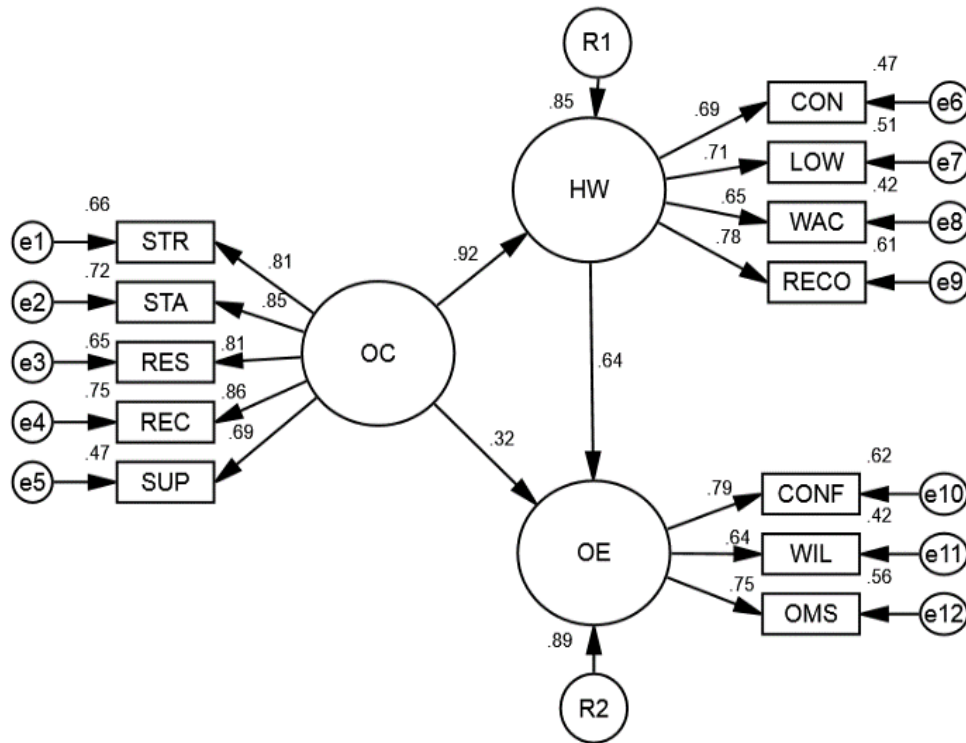 R1
.85
HW
.47
.69
CON
e6
.51
.71
LOW
e7
.42
.65
WAC
e8
.61
.78
RECO
e9
.66
e1
STR
.81
.72
e2
STA
.85
.65
e3
RES
.81
.75
e4
REC
.86
.47
e5
SUP
.69
OC
.92
.64
.32
.62
.79
CONF
e10
.42
.64
WIL
e11
.56
.75
OMS
e12
OE
.89
R2